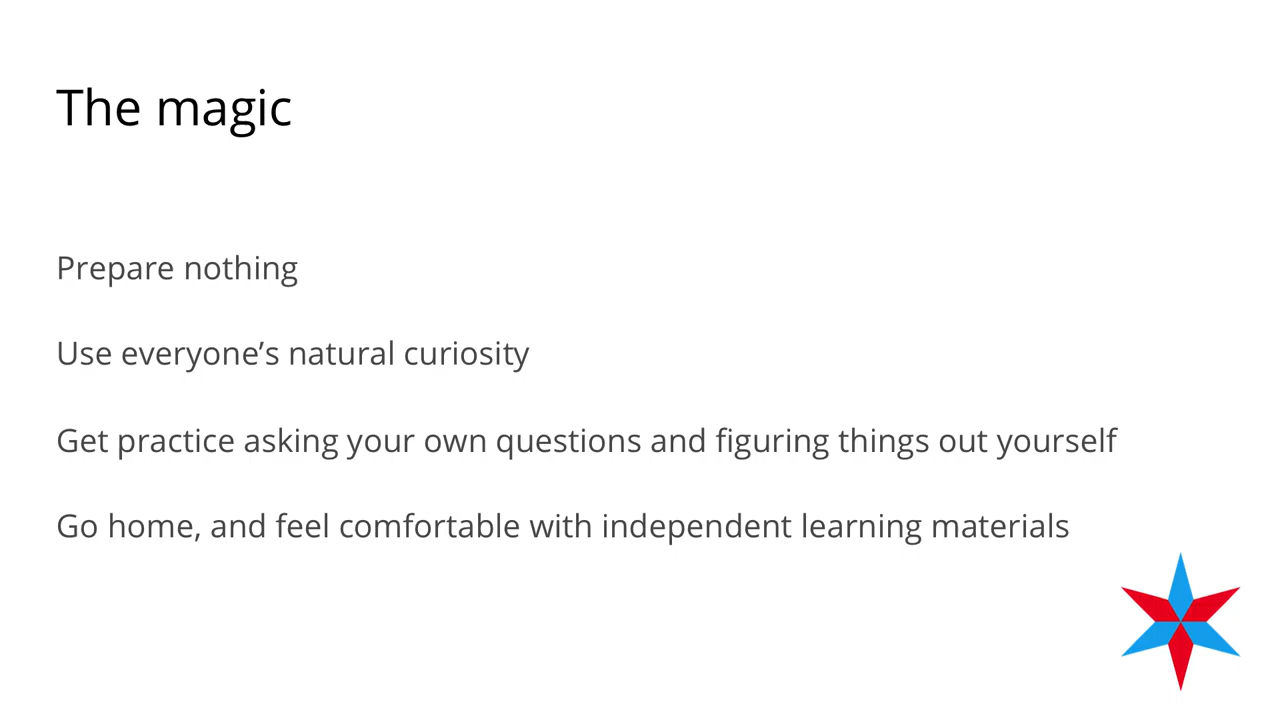 The magic
Prepare nothing
Use everyone’s natural curiosity
Get practice asking your own questions and figuring things out yourself
Go home, and feel comfortable with independent learning materials